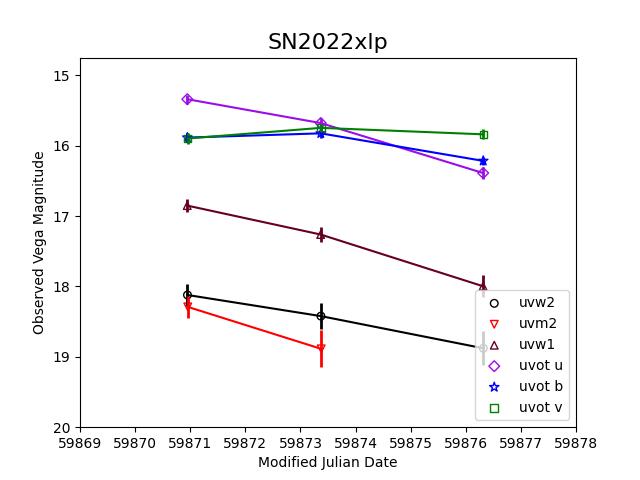 SN2022xlp
15
16
17
18
19
20
Observed Vega Magnitude
59869 59870 59871 59872 59873 59874 59875 59876 59877 59878
Modified Julian Date
uvw2
uvm2
uvw1
uvot u
uvot b
uvot v